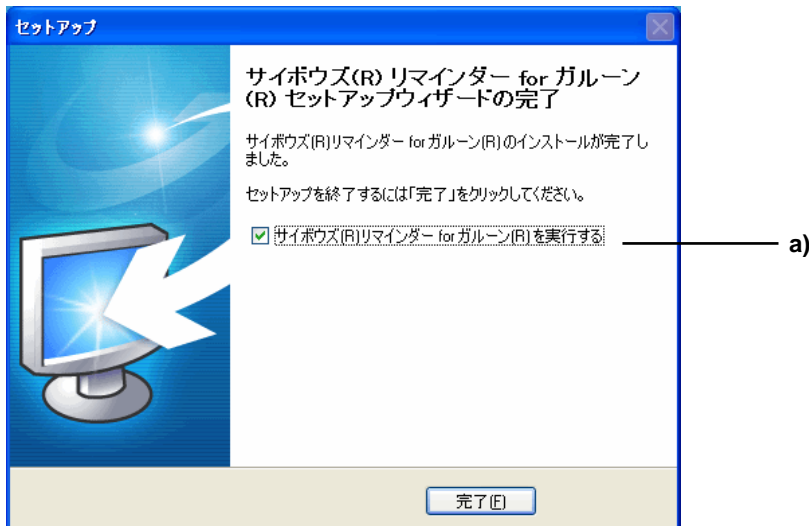 セットアップ
サイボウズ(R) リマインダー for ガルーン
(R) セットアップウィザードの完了
サイボウズ(R)リマインダー for ガルーン(R)のインストールが完了し
ました。
セットアップを終了するには「完了」をクリックしてください。
サイボウズ(R)リマインダー for ガルーン(R)を実行する
a)
完了(F)